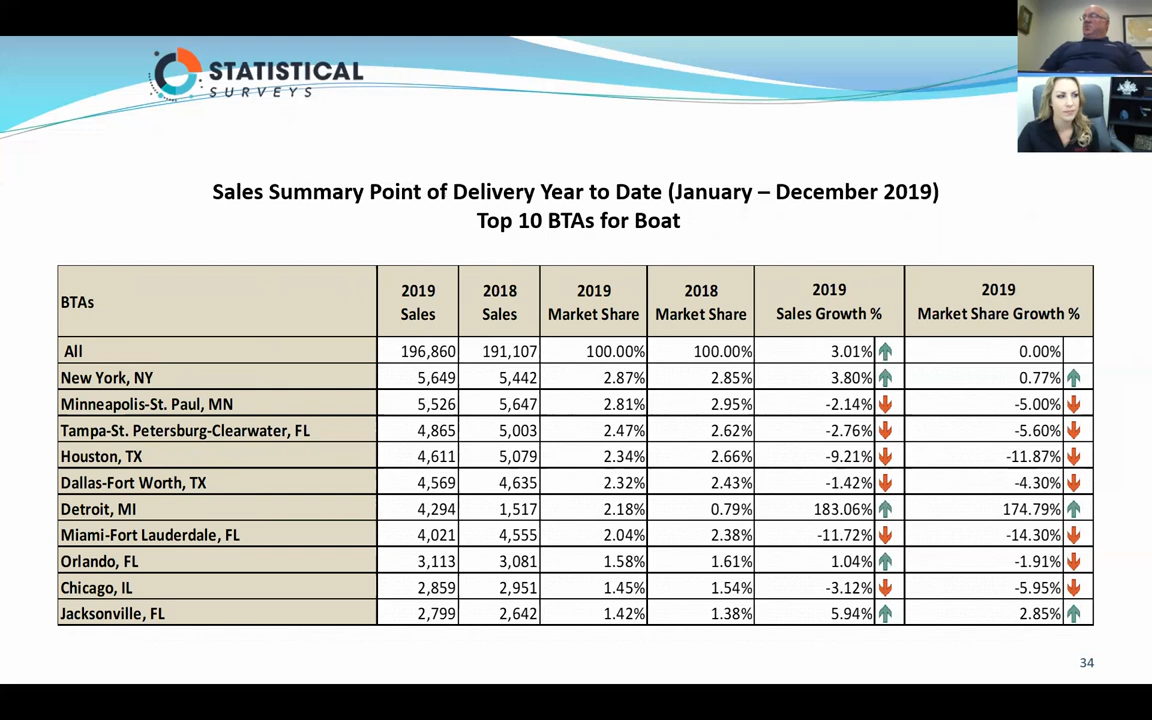 STATISTICAL
SURVEYS
Sales Summary Point of Delivery Year to Date (January – December 2019)
Top 10 BTAs for Boat
BTAs 2019 Sales 2018 Sales 2019 Market Share 2018 Market Share 2019 Sales Growth % 2019 Market Share Growth %
All 196,860 191,107 100.00% 100.00% 3.01% 0.00%
New York, NY 5,649 5,442 2.87% 2.85% 3.80% 0.77%
Minneapolis-St. Paul, MN 5,526 5,647 2.81% 2.95% -2.14% -5.00%
Tampa-St. Petersburg-Clearwater, FL 4,865 5,003 2.47% 2.62% -2.76% -5.60%
Houston, TX 4,611 5,079 2.34% 2.66% -9.21% -11.87%
Dallas-Fort Worth, TX 4,569 4,635 2.32% 2.43% -1.42% -4.30%
Detroit, MI 4,294 1,517 2.18% 0.79% 183.06% 174.79%
Miami-Fort Lauderdale, FL 4,021 4,555 2.04% 2.38% -11.72% -14.30%
Orlando, FL 3,113 3,081 1.58% 1.61% 1.04% -1.91%
Chicago, IL 2,859 2,951 1.45% 1.54% -3.12% -5.95%
Jacksonville, FL 2,799 2,642 1.42% 1.38% 5.94% 2.85%
34